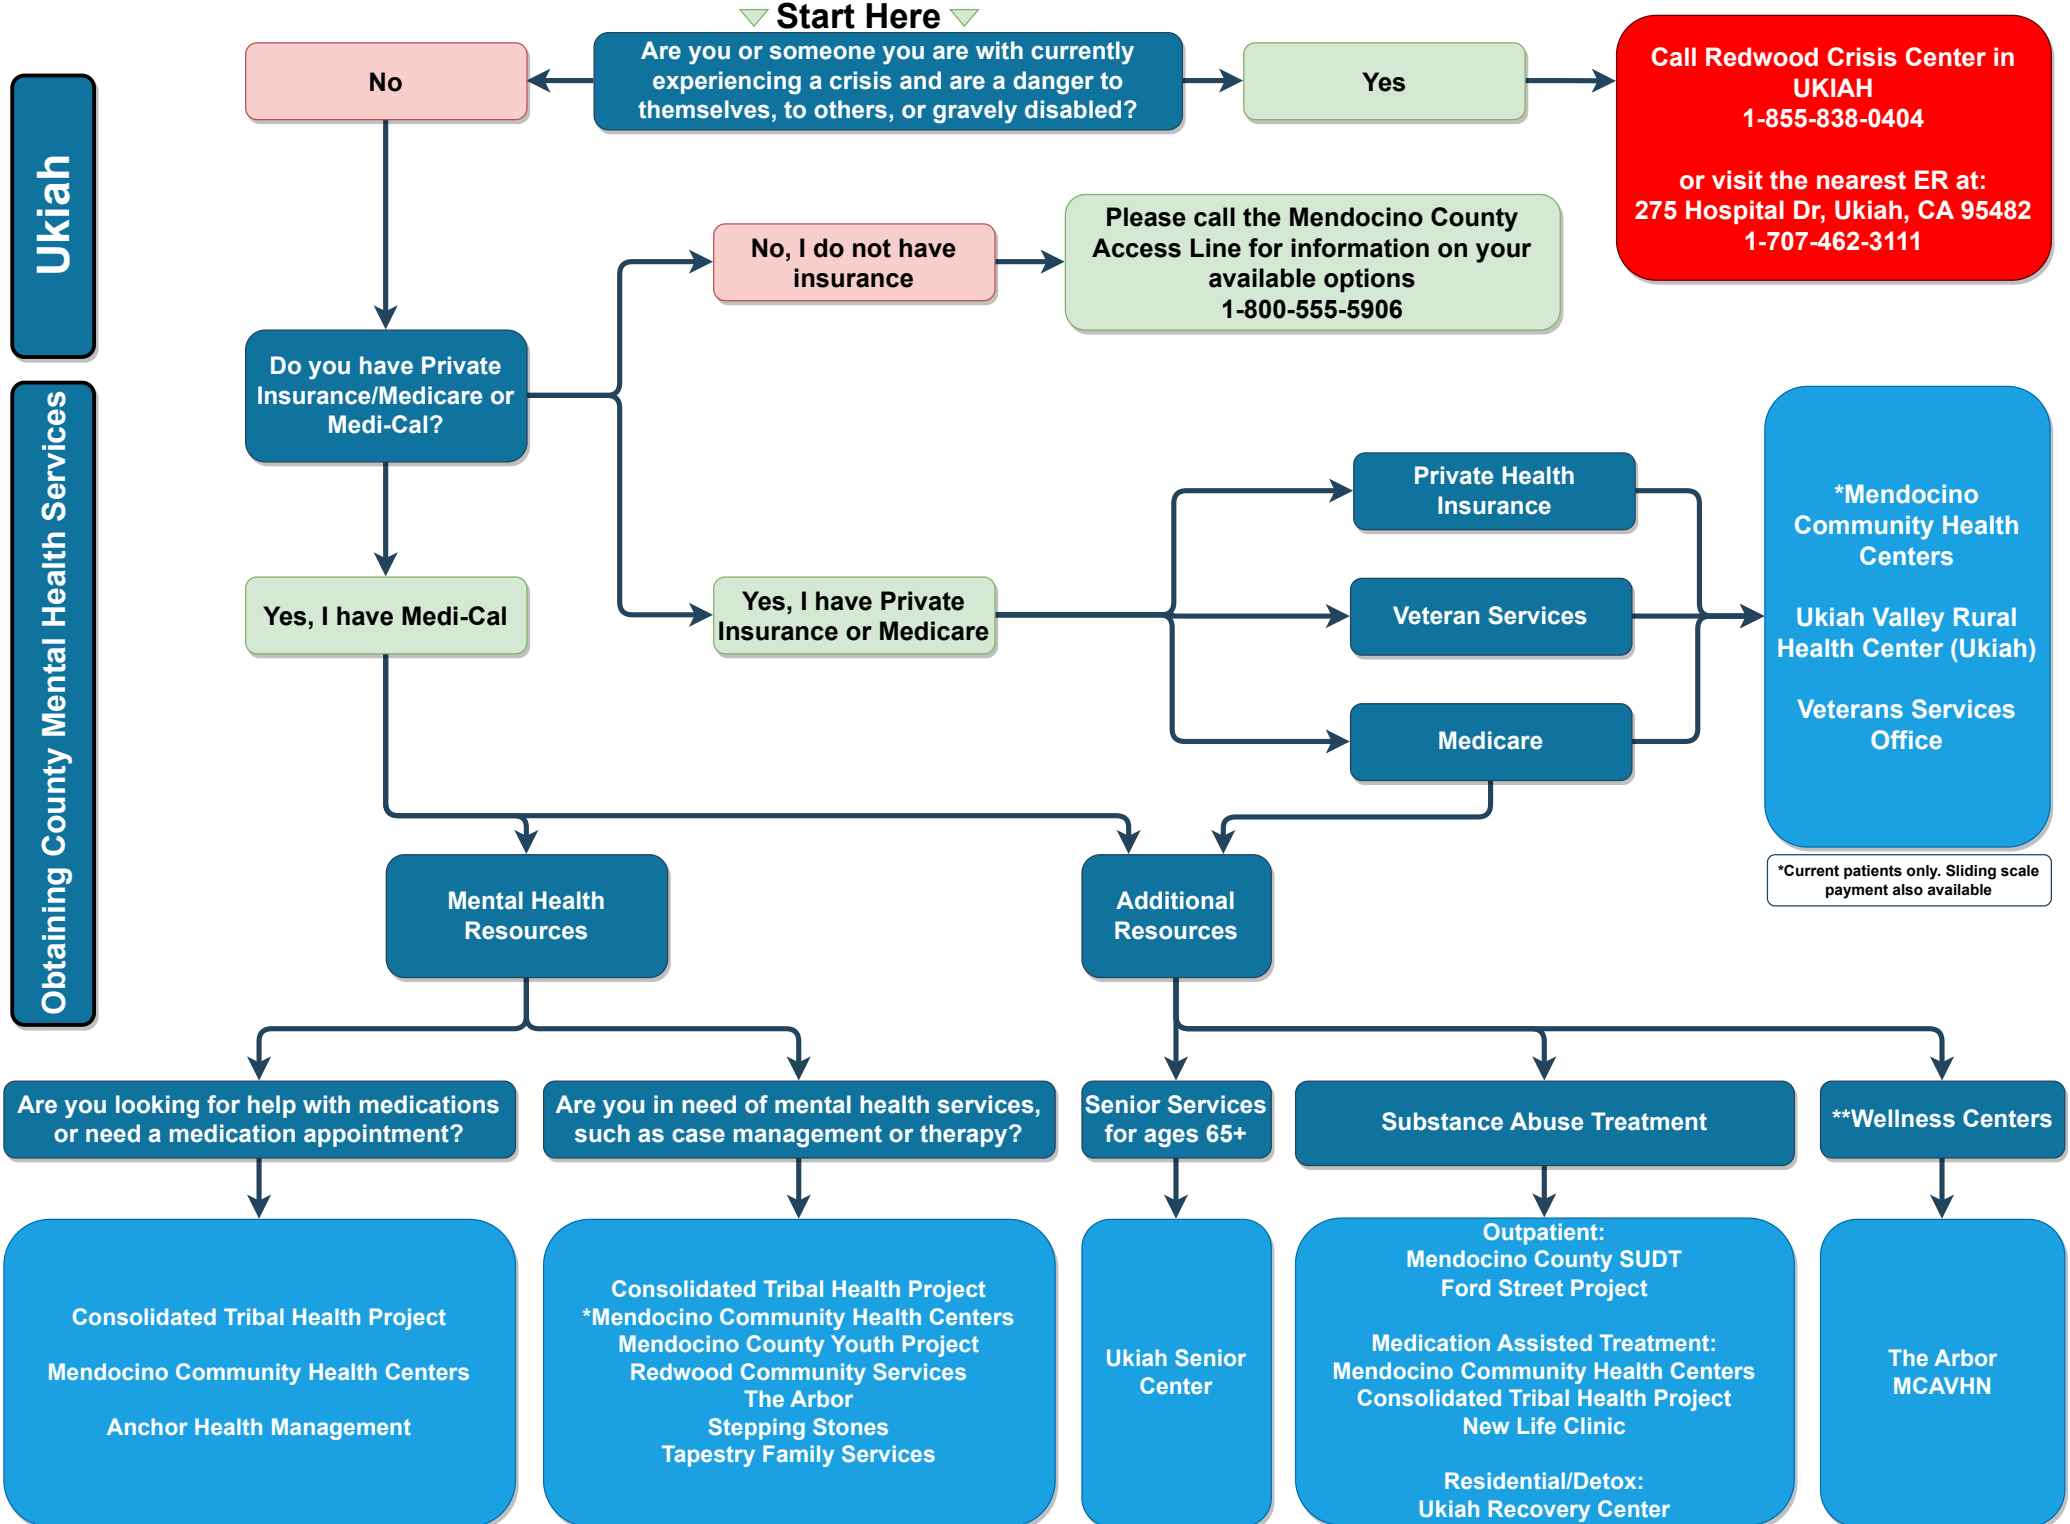 Start Here
Are you or someone you are with currently
experiencing a crisis and are a danger to
themselves, to others, or gravely disabled?
No
Yes
Call Redwood Crisis Center in
UKIAH
1-855-838-0404
or visit the nearest ER at:
275 Hospital Dr, Ukiah, CA 95482
1-707-462-3111
Ukiah
Obtaining County Mental Health Services
No, I do not have
insurance
Please call the Mendocino County
Access Line for information on your
available options
1-800-555-5906
Do you have Private
Insurance/Medicare or
Medi-Cal?
Yes, I have Medi-Cal
Yes, I have Private
Insurance or Medicare
Private Health
Insurance
Veteran Services
Medicare
*Mendocino
Community Health
Centers
Ukiah Valley Rural
Health Center (Ukiah)
Veterans Services
Office
*Current patients only. Sliding scale
payment also available
Mental Health
Resources
Additional
Resources
Are you looking for help with medications
or need a medication appointment?
Are you in need of mental health services,
such as case management or therapy?
Senior Services
for ages 65+
Substance Abuse Treatment
**Wellness Centers
Consolidated Tribal Health Project
Mendocino Community Health Centers
Anchor Health Management
Consolidated Tribal Health Project
*Mendocino Community Health Centers
Mendocino County Youth Project
Redwood Community Services
The Arbor
Stepping Stones
Tapestry Family Services
Ukiah Senior
Center
Outpatient:
Mendocino County SUDT
Ford Street Project
Medication Assisted Treatment:
Mendocino Community Health Centers
Consolidated Tribal Health Project
New Life Clinic
Residential/Detox:
Ukiah Recovery Center
The Arbor
MCAVHN